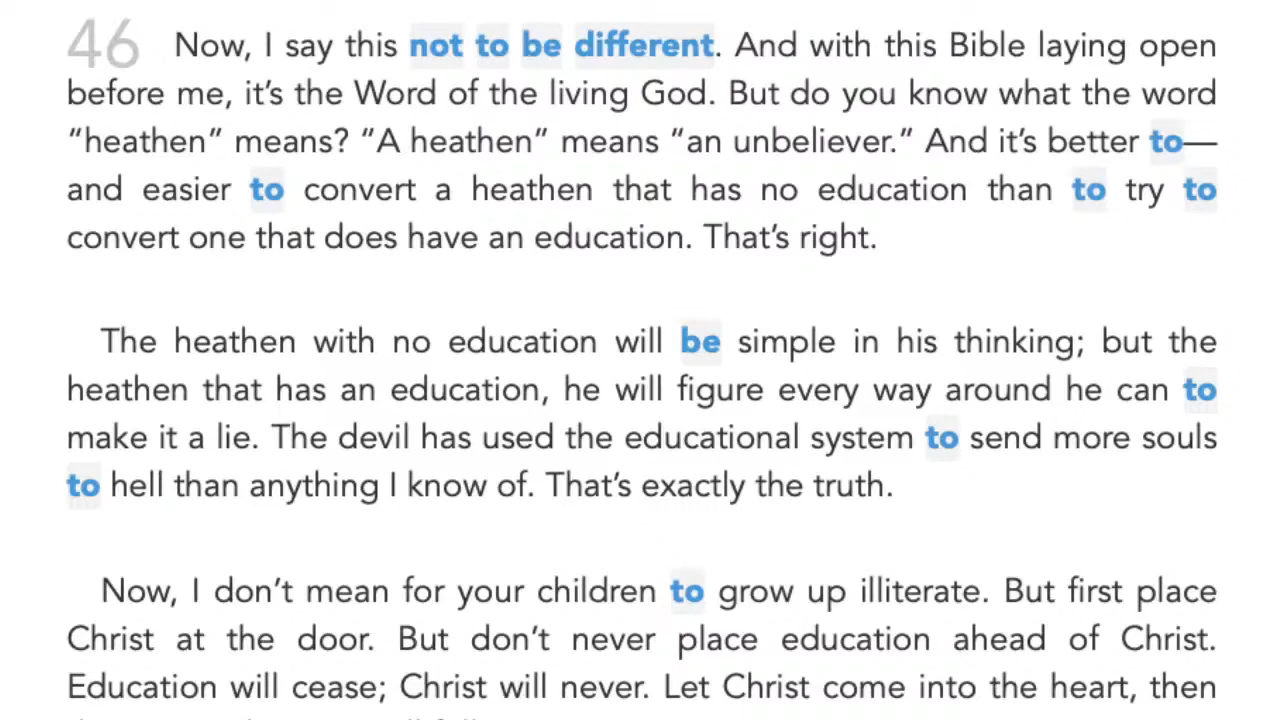 46 Now, I say this not to be different. And with this Bible laying open
before me, it’s the Word of the living God. But do you know what the word
“heathen” means? “A heathen” means “an unbeliever.” And it’s better to—
and easier to convert a heathen that has no education than to try to
convert one that does have an education. That’s right.
The heathen with no education will be simple in his thinking; but the
heathen that has an education, he will figure every way around he can to
make it a lie. The devil has used the educational system to send more souls
to hell than anything I know of. That’s exactly the truth.
Now, I don’t mean for your children to grow up illiterate. But first place
Christ at the door. But don’t never place education ahead of Christ.
Education will cease; Christ will never. Let Christ come into the heart, then